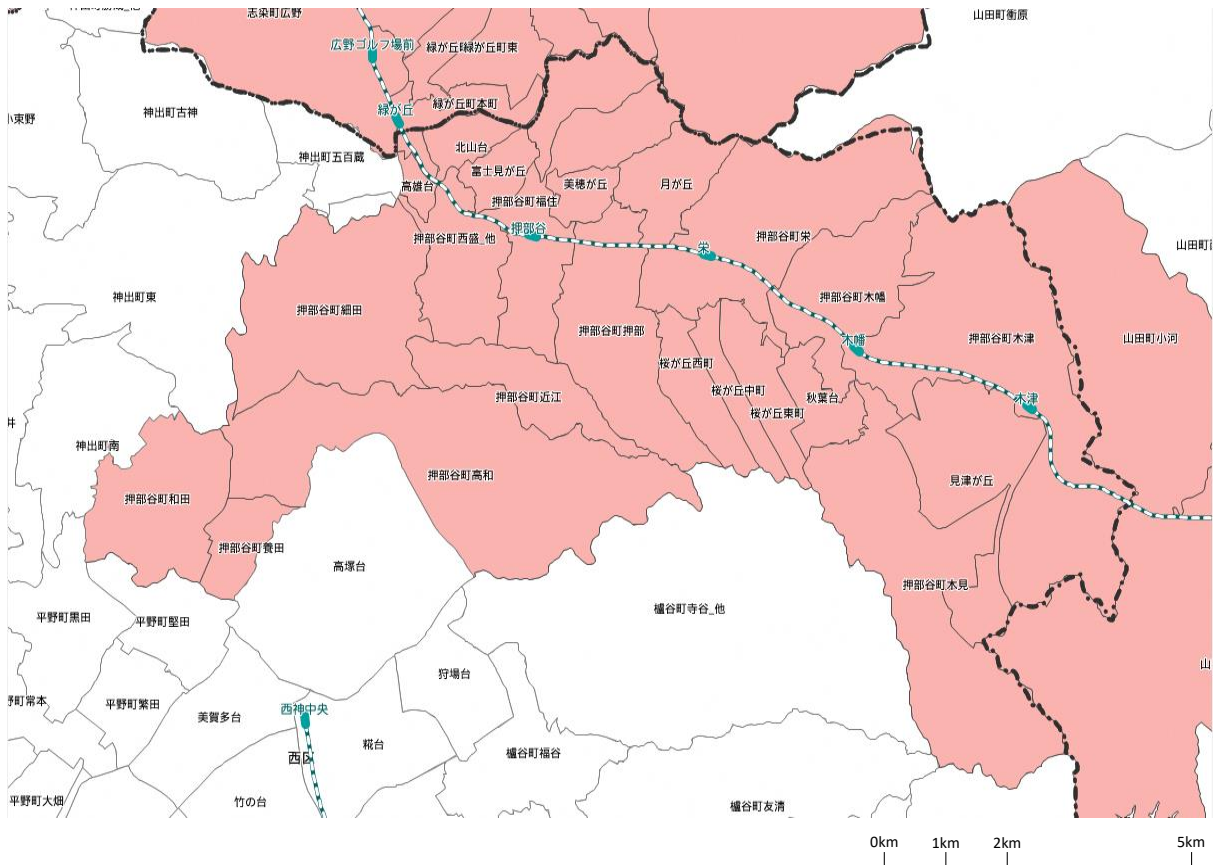 志染町広野
山田町衝原
広野ゴルフ場前
緑が丘町東
緑が丘町本町
緑が丘
神出町古神
小束野
神出町五百蔵
北山台
富士見が丘
高雄台
美穂が丘
月が丘
押部谷町福住
押部谷
押部谷町西盛_他
押部谷町栄
栄
神出町東
押部谷町細田
押部谷町木幡
押部谷町押部
木幡
押部谷町木津
山田町小河
桜が丘西町
桜が丘中町
桜が丘東町
秋葉台
木津
押部谷町近江
井
神出町南
押部谷町高和
見津が丘
押部谷町和田
押部谷町養田
高塚台
押部谷町木見
櫨谷町寺谷_他
平野町黒田
平野町堅田
狩場台
野町常本
平野町繁田
美賀多台
西神中央
糀台
西区
櫨谷町福谷
平野町大畑
竹の台
櫨谷町友清
0km 1km 2km 5km